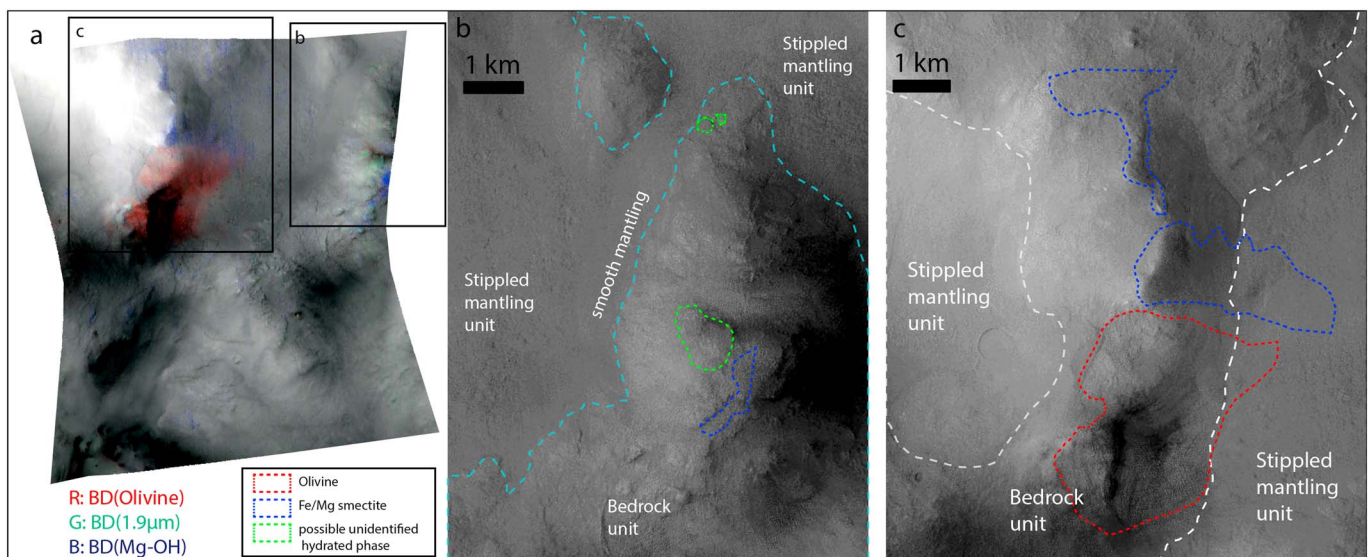 a
c
b
R: BD(Olivine)
G: BD(1.9μm)
B: BD(Mg-OH)
Olivine
Fe/Mg smectite
possible unidentified
hydrated phase
b
1 km
Stippled
mantling
unit
smooth mantling
Stippled
mantling
unit
Bedrock
unit
c
1 km
Stippled
mantling
unit
Bedrock
unit
Stippled
mantling
unit